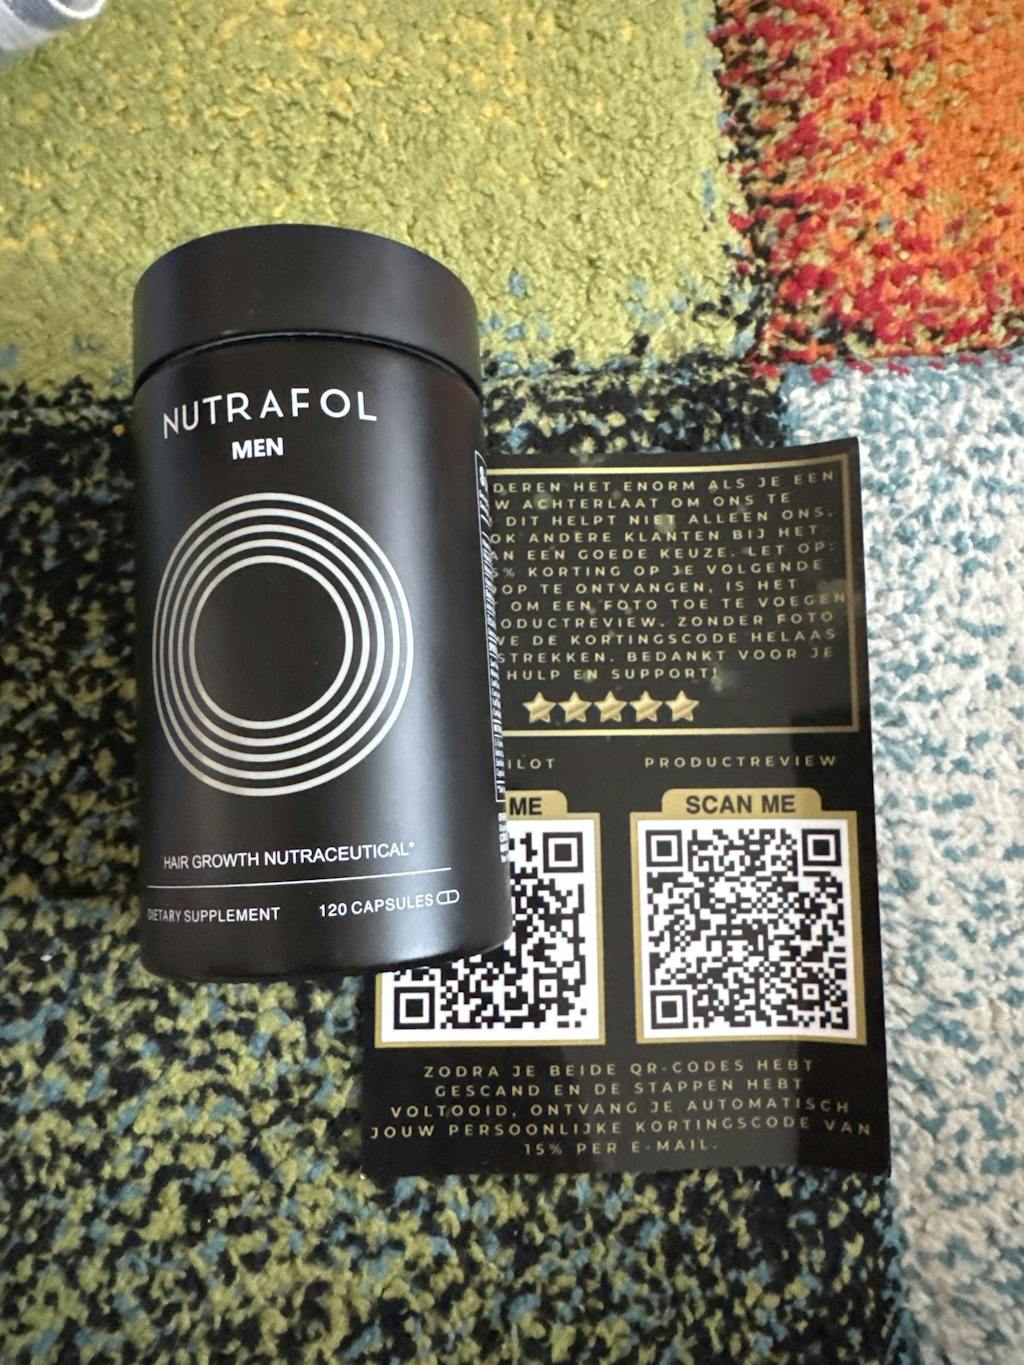 NUTRAFOL
MEN
HAIR GROWTH NUTRACEUTICAL®
DIETARY SUPPLEMENT 120 CAPSULES
DEREN HET ENORM ALS JE EEN
W ACHTERLAAT OM ONS TE
DIT HELPT NIET ALLEEN ONS.
OK ANDERE KLANTEN BIJ HET
AN EEN GOEDE KEUZE. LET OP:
5% KORTING OP JE VOLGENDE
OP TE ONTVANGEN, IS HET
OM EEN FOTO TOE TE VOEGEN
ODUCTREVIEW. ZONDER FOTO
WE DE KORTINGSCODE HELAAS
STREKKEN. BEDANKT VOOR JE
HULP EN SUPPORT!
ILOT PRODUCTREVIEW
ME SCAN ME
ZODRA JE BEIDE QR-CODES HEBT
GESCAND EN DE STAPPEN HEBT
VOLTOOID, ONTVANG JE AUTOMATISCH
JOUW PERSOONLIJKE KORTINGSCODE VAN
15% PER E-MAIL.